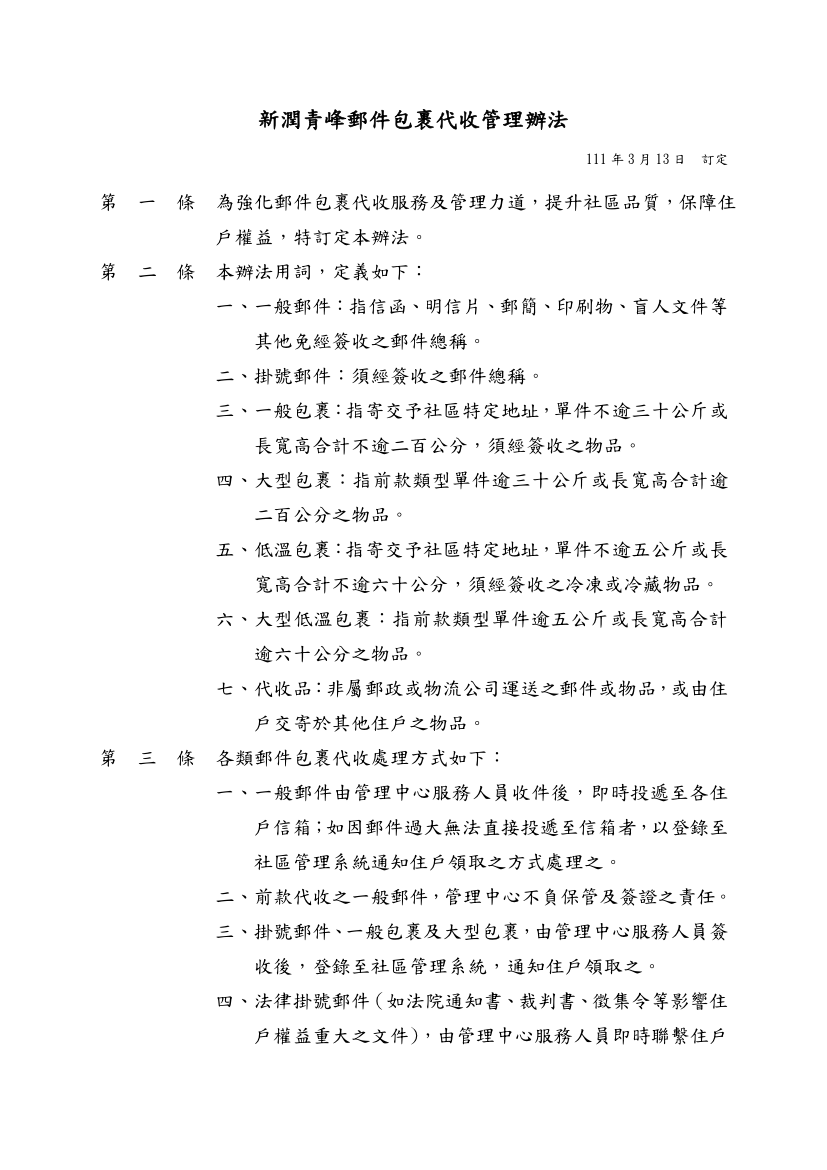 新潤青峰郵件包裹代收管理辦法
111 年 3 月 13 日　訂定
第　一　條　為強化郵件包裹代收服務及管理力道，提升社區品質，保障住
戶權益，特訂定本辦法。
第　二　條　本辦法用詞，定義如下：
一、一般郵件：指信函、明信片、郵簡、印刷物、盲人文件等
其他免經簽收之郵件總稱。
二、掛號郵件：須經簽收之郵件總稱。
三、一般包裹：指寄交予社區特定地址，單件不逾三十公斤或
長寬高合計不逾二百公分，須經簽收之物品。
四、大型包裹：指前款類型單件逾三十公斤或長寬高合計逾
二百公分之物品。
五、低溫包裹：指寄交予社區特定地址，單件不逾五公斤或長
寬高合計不逾六十公分，須經簽收之冷凍或冷藏物品。
六、大型低溫包裹：指前款類型單件逾五公斤或長寬高合計
逾六十公分之物品。
七、代收品：非屬郵政或物流公司運送之郵件或物品，或由住
戶交寄於其他住戶之物品。
第　三　條　各類郵件包裹代收處理方式如下：
一、一般郵件由管理中心服務人員收件後，即時投遞至各住
戶信箱；如因郵件過大無法直接投遞至信箱者，以登錄至
社區管理系統通知住戶領取之方式處理之。
二、前款代收之一般郵件，管理中心不負保管及簽證之責任。
三、掛號郵件、一般包裹及大型包裹，由管理中心服務人員簽
收後，登錄至社區管理系統，通知住戶領取之。
四、法律掛號郵件（如法院通知書、裁判書、徵集令等影響住
戶權益重大之文件），由管理中心服務人員即時聯繫住戶